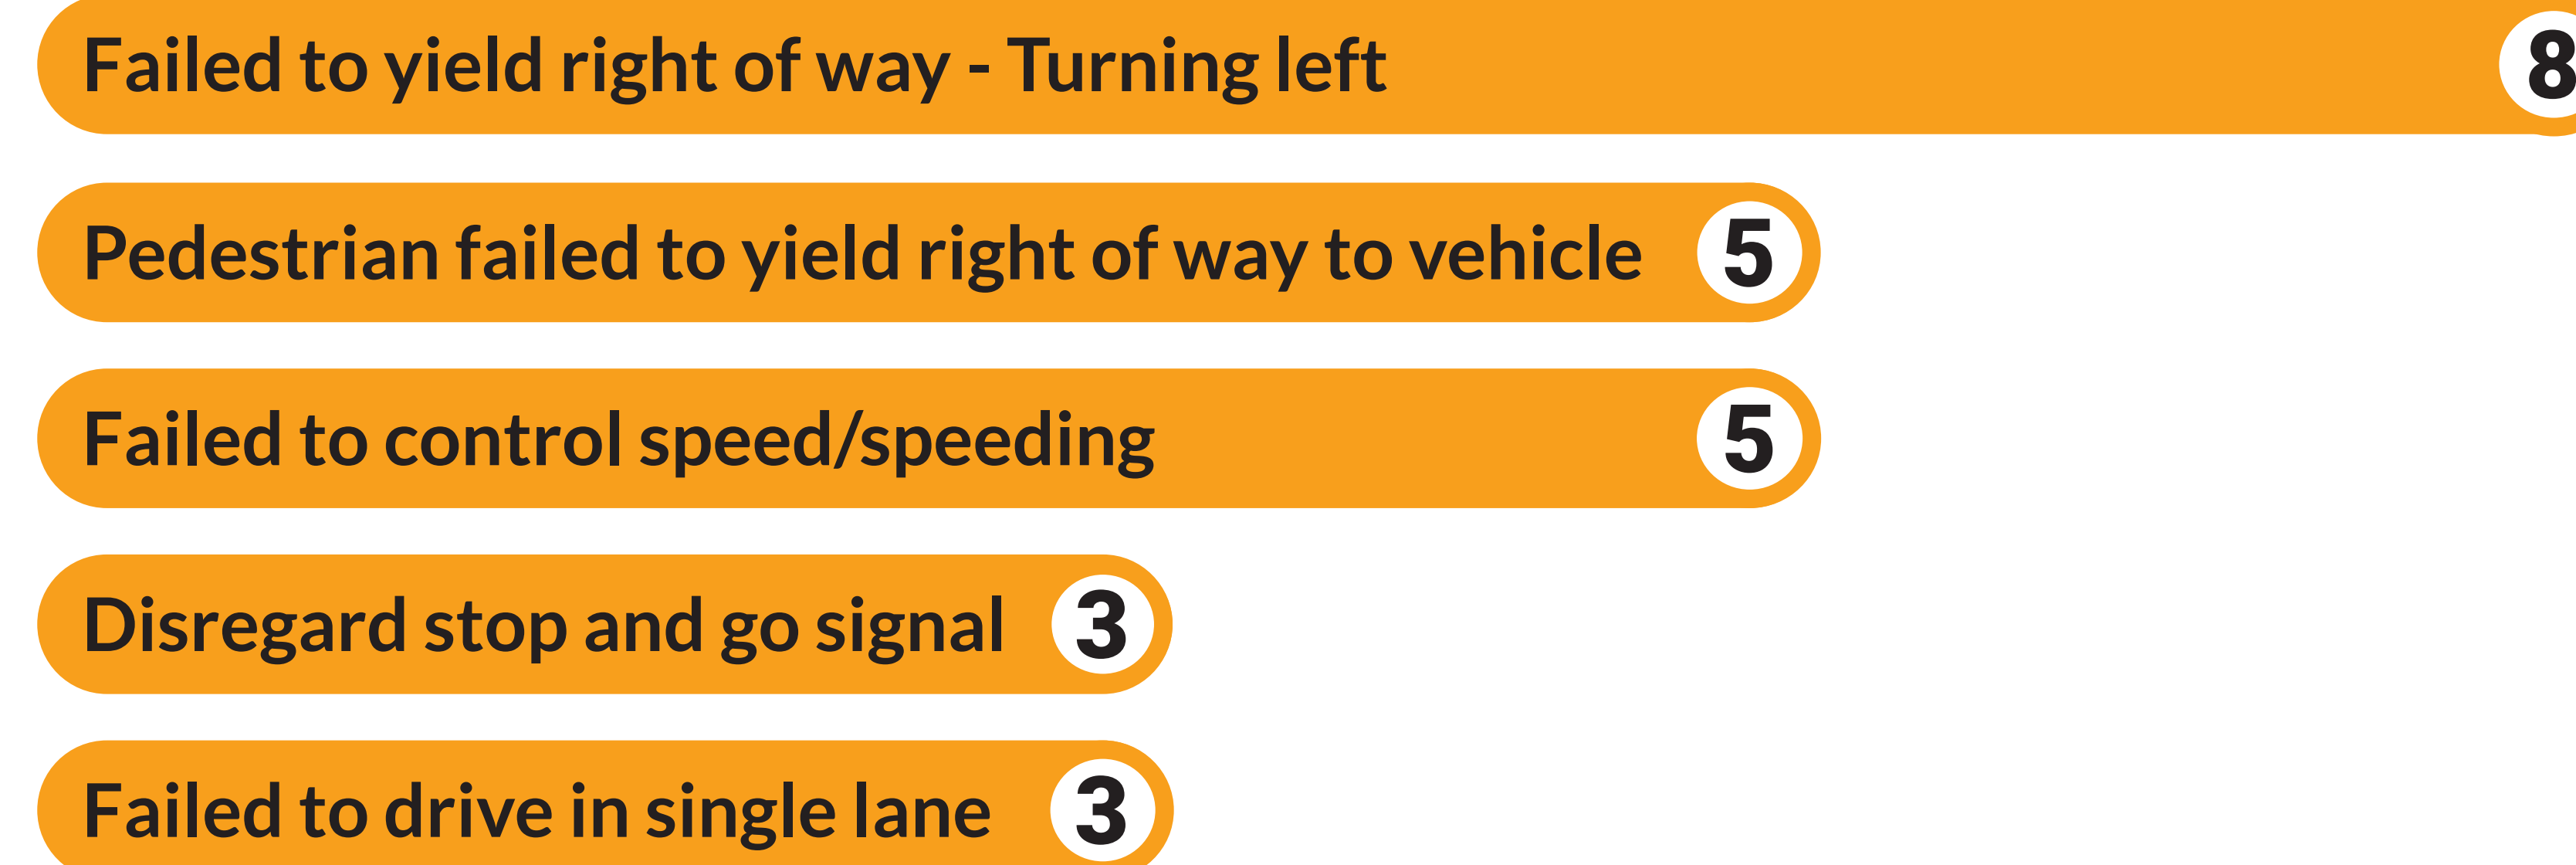 Failed to yield right of way - Turning left 8
Pedestrian failed to yield right of way to vehicle 5
Failed to control speed/speeding 5
Disregard stop and go signal 3
Failed to drive in single lane 3